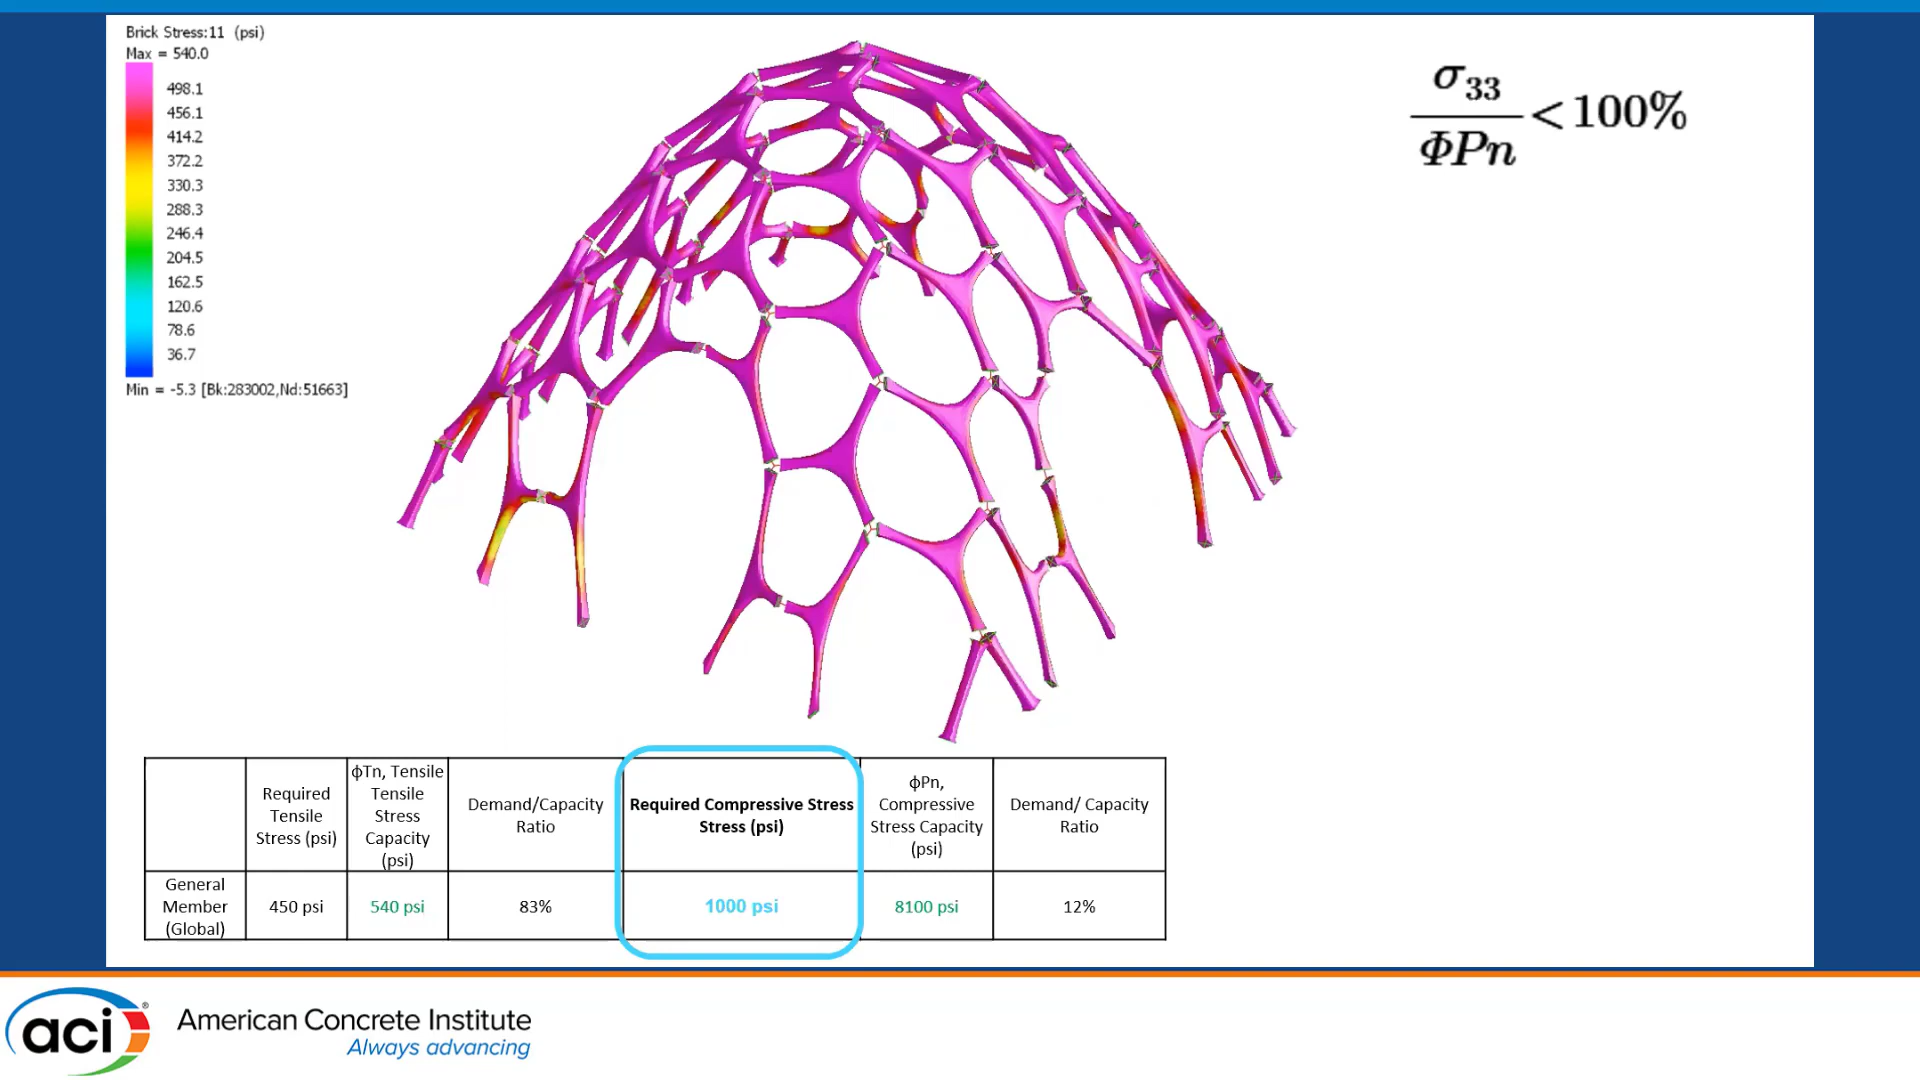 Brick Stress:11 (psi)
Max = 540.0
498.1
456.1
414.2
372.2
330.3
288.3
246.4
204.5
162.5
120.6
78.6
36.7
Min = -5.3 [Bk:283002,Nd:51663]
σ33
ΦPn
< 100%
Required
Tensile
Stress (psi)
ϕTn, Tensile
Tensile
Stress
Capacity
(psi)
Demand/Capacity
Ratio
Required Compressive Stress
Stress (psi)
ϕPn,
Compressive
Stress Capacity
(psi)
Demand/ Capacity
Ratio
General
Member
(Global)
450 psi
540 psi
83%
1000 psi
8100 psi
12%
aci®
American Concrete Institute
Always advancing